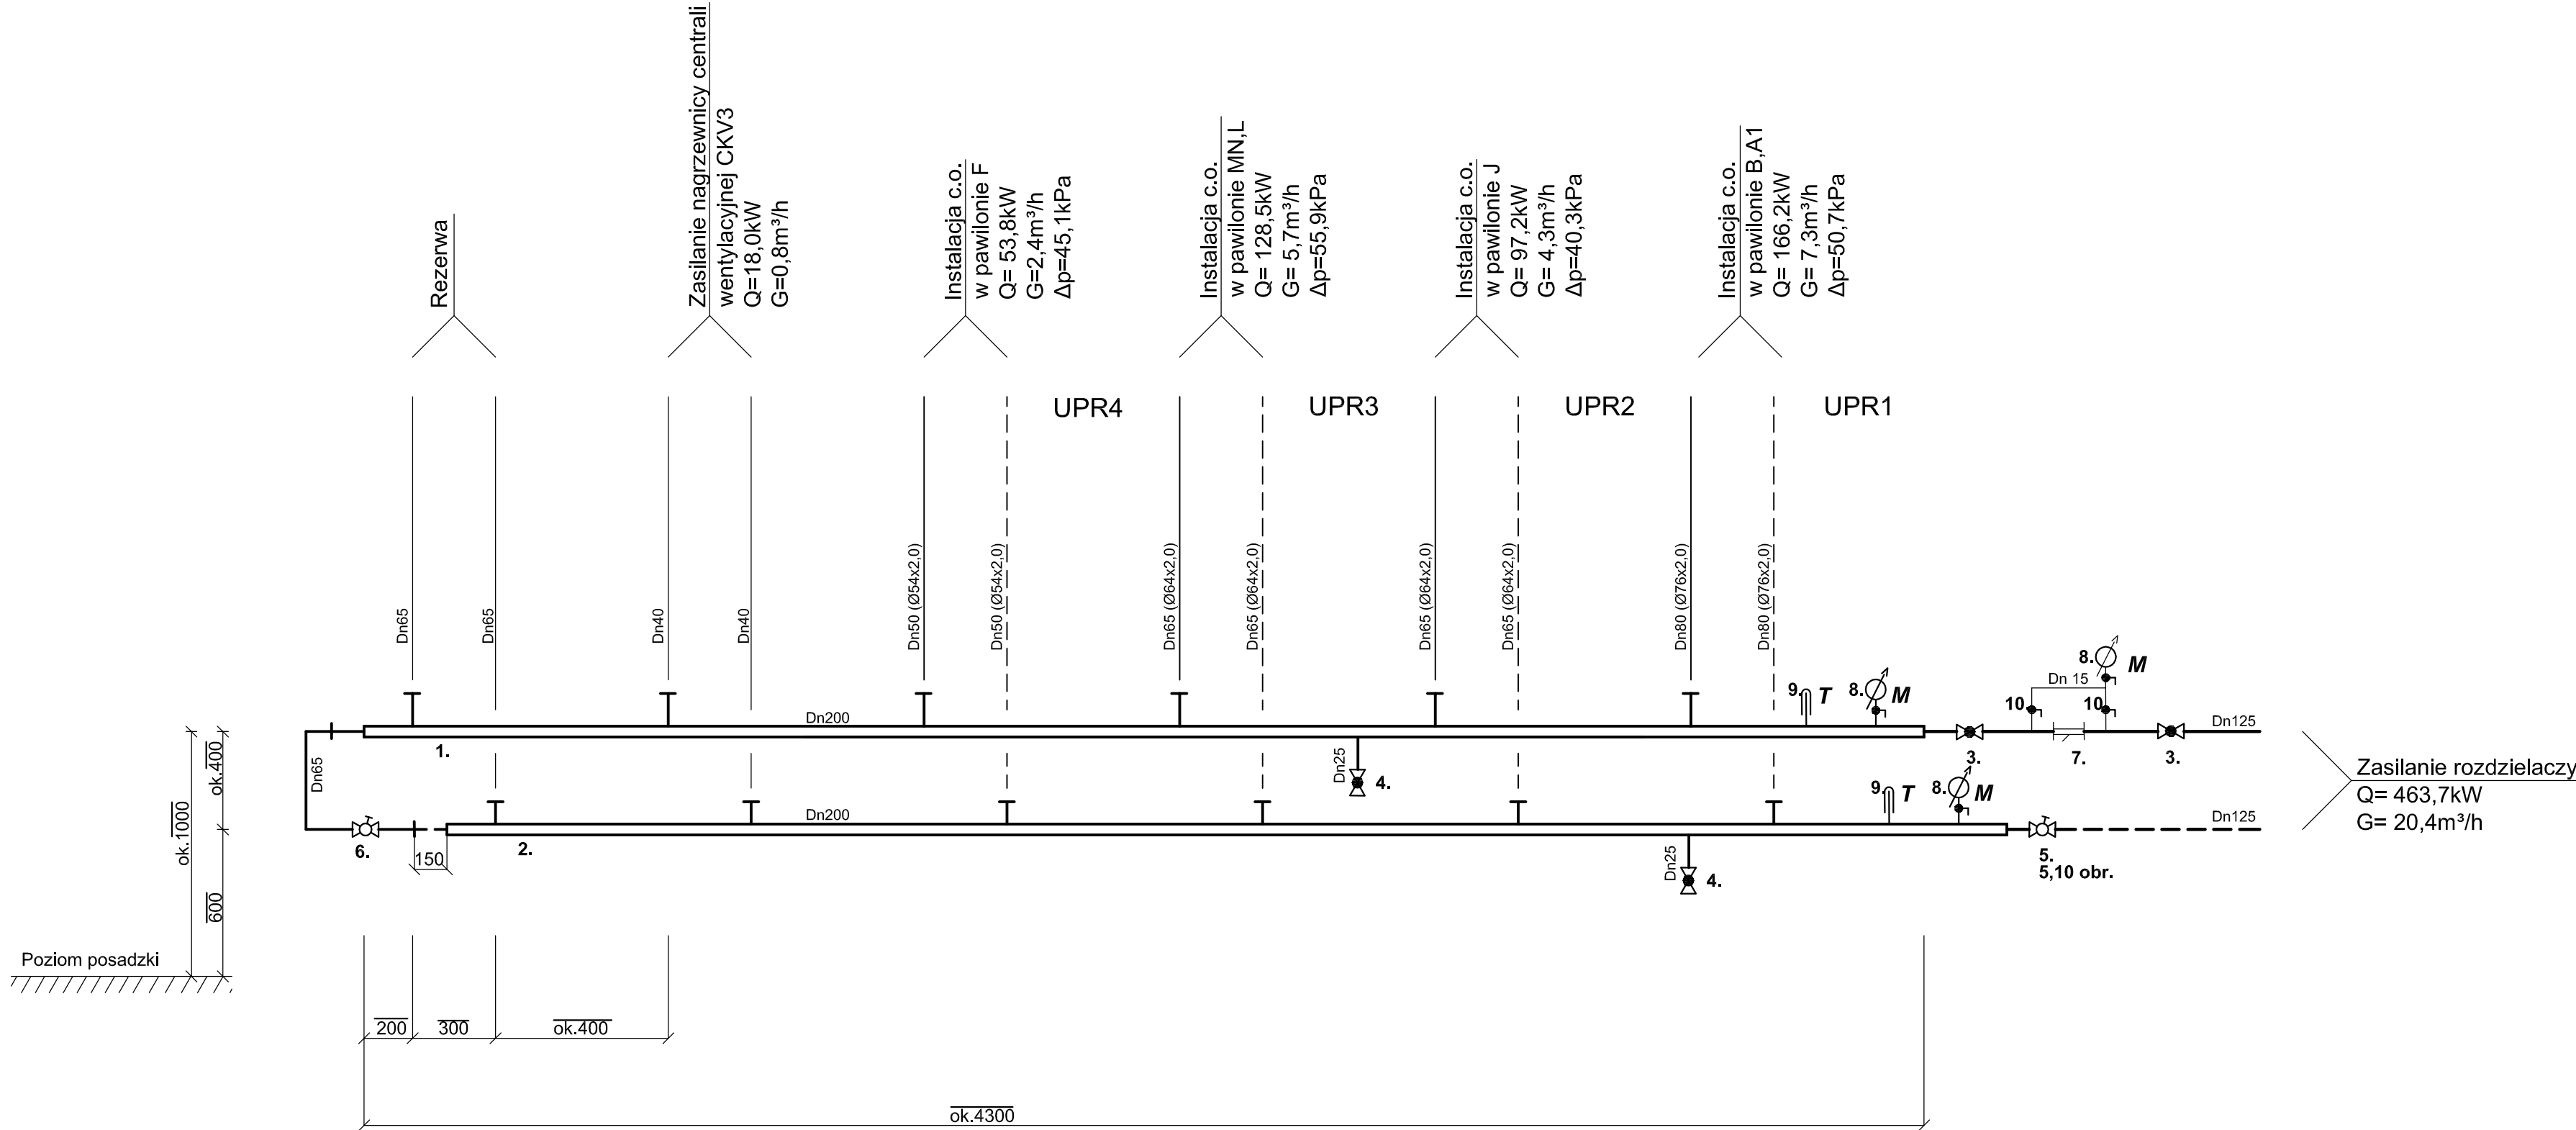 Rezerwa
Zasilanie nagrzewnicy centrali
wentylacyjnej CKV3
Q=18,0kW
G=0,8m³/h
Instalacja c.o.
w pawilonie F
Q= 53,8kW
G=2,4m³/h
Δp=45,1kPa
Instalacja c.o.
w pawilonie MN,L
Q= 128,5kW
G= 5,7m³/h
Δp=55,9kPa
Instalacja c.o.
w pawilonie J
Q= 97,2kW
G= 4,3m³/h
Δp=40,3kPa
Instalacja c.o.
w pawilonie B,A1
Q= 166,2kW
G= 7,3m³/h
Δp=50,7kPa
UPR4
UPR3
UPR2
UPR1
Dn65
Dn65
Dn40
Dn40
Dn50 (Ø54x2,0)
Dn50 (Ø54x2,0)
Dn65 (Ø64x2,0)
Dn65 (Ø64x2,0)
Dn65 (Ø64x2,0)
Dn65 (Ø64x2,0)
Dn80 (Ø76x2,0)
Dn80 (Ø76x2,0)
9.
T
8.
M
8.
M
Dn 15
10.
10.
Dn200
Dn125
1.
3.
7.
3.
Dn65
Dn25
4.
9.
T
8.
M
Zasilanie rozdzielaczy
Q= 463,7kW
G= 20,4m³/h
Dn200
Dn125
6.
150
2.
Dn25
4.
5.
5,10 obr.
ok.1000
ok.400
600
Poziom posadzki
200
300
ok.400
ok.4300